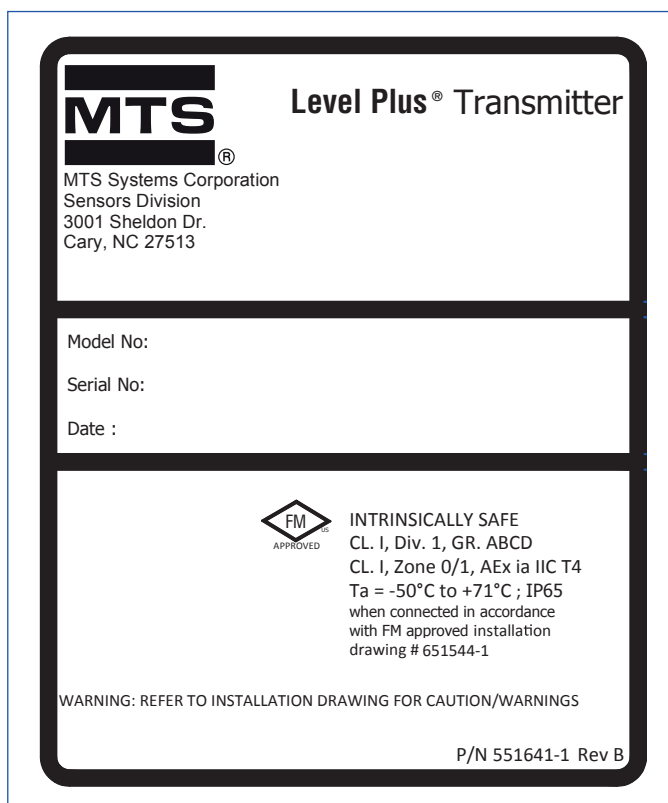 MTS
®
Level Plus® Transmitter
MTS Systems Corporation
Sensors Division
3001 Sheldon Dr.
Cary, NC 27513
Model No:
Serial No:
Date :
FM
US
APPROVED
INTRINSICALLY SAFE
CL. I, Div. 1, GR. ABCD
CL. I, Zone 0/1, AEx ia IIC T4
Ta = -50°C to +71°C ; IP65
when connected in accordance
with FM approved installation
drawing # 651544-1
WARNING: REFER TO INSTALLATION DRAWING FOR CAUTION/WARNINGS
P/N 551641-1 Rev B